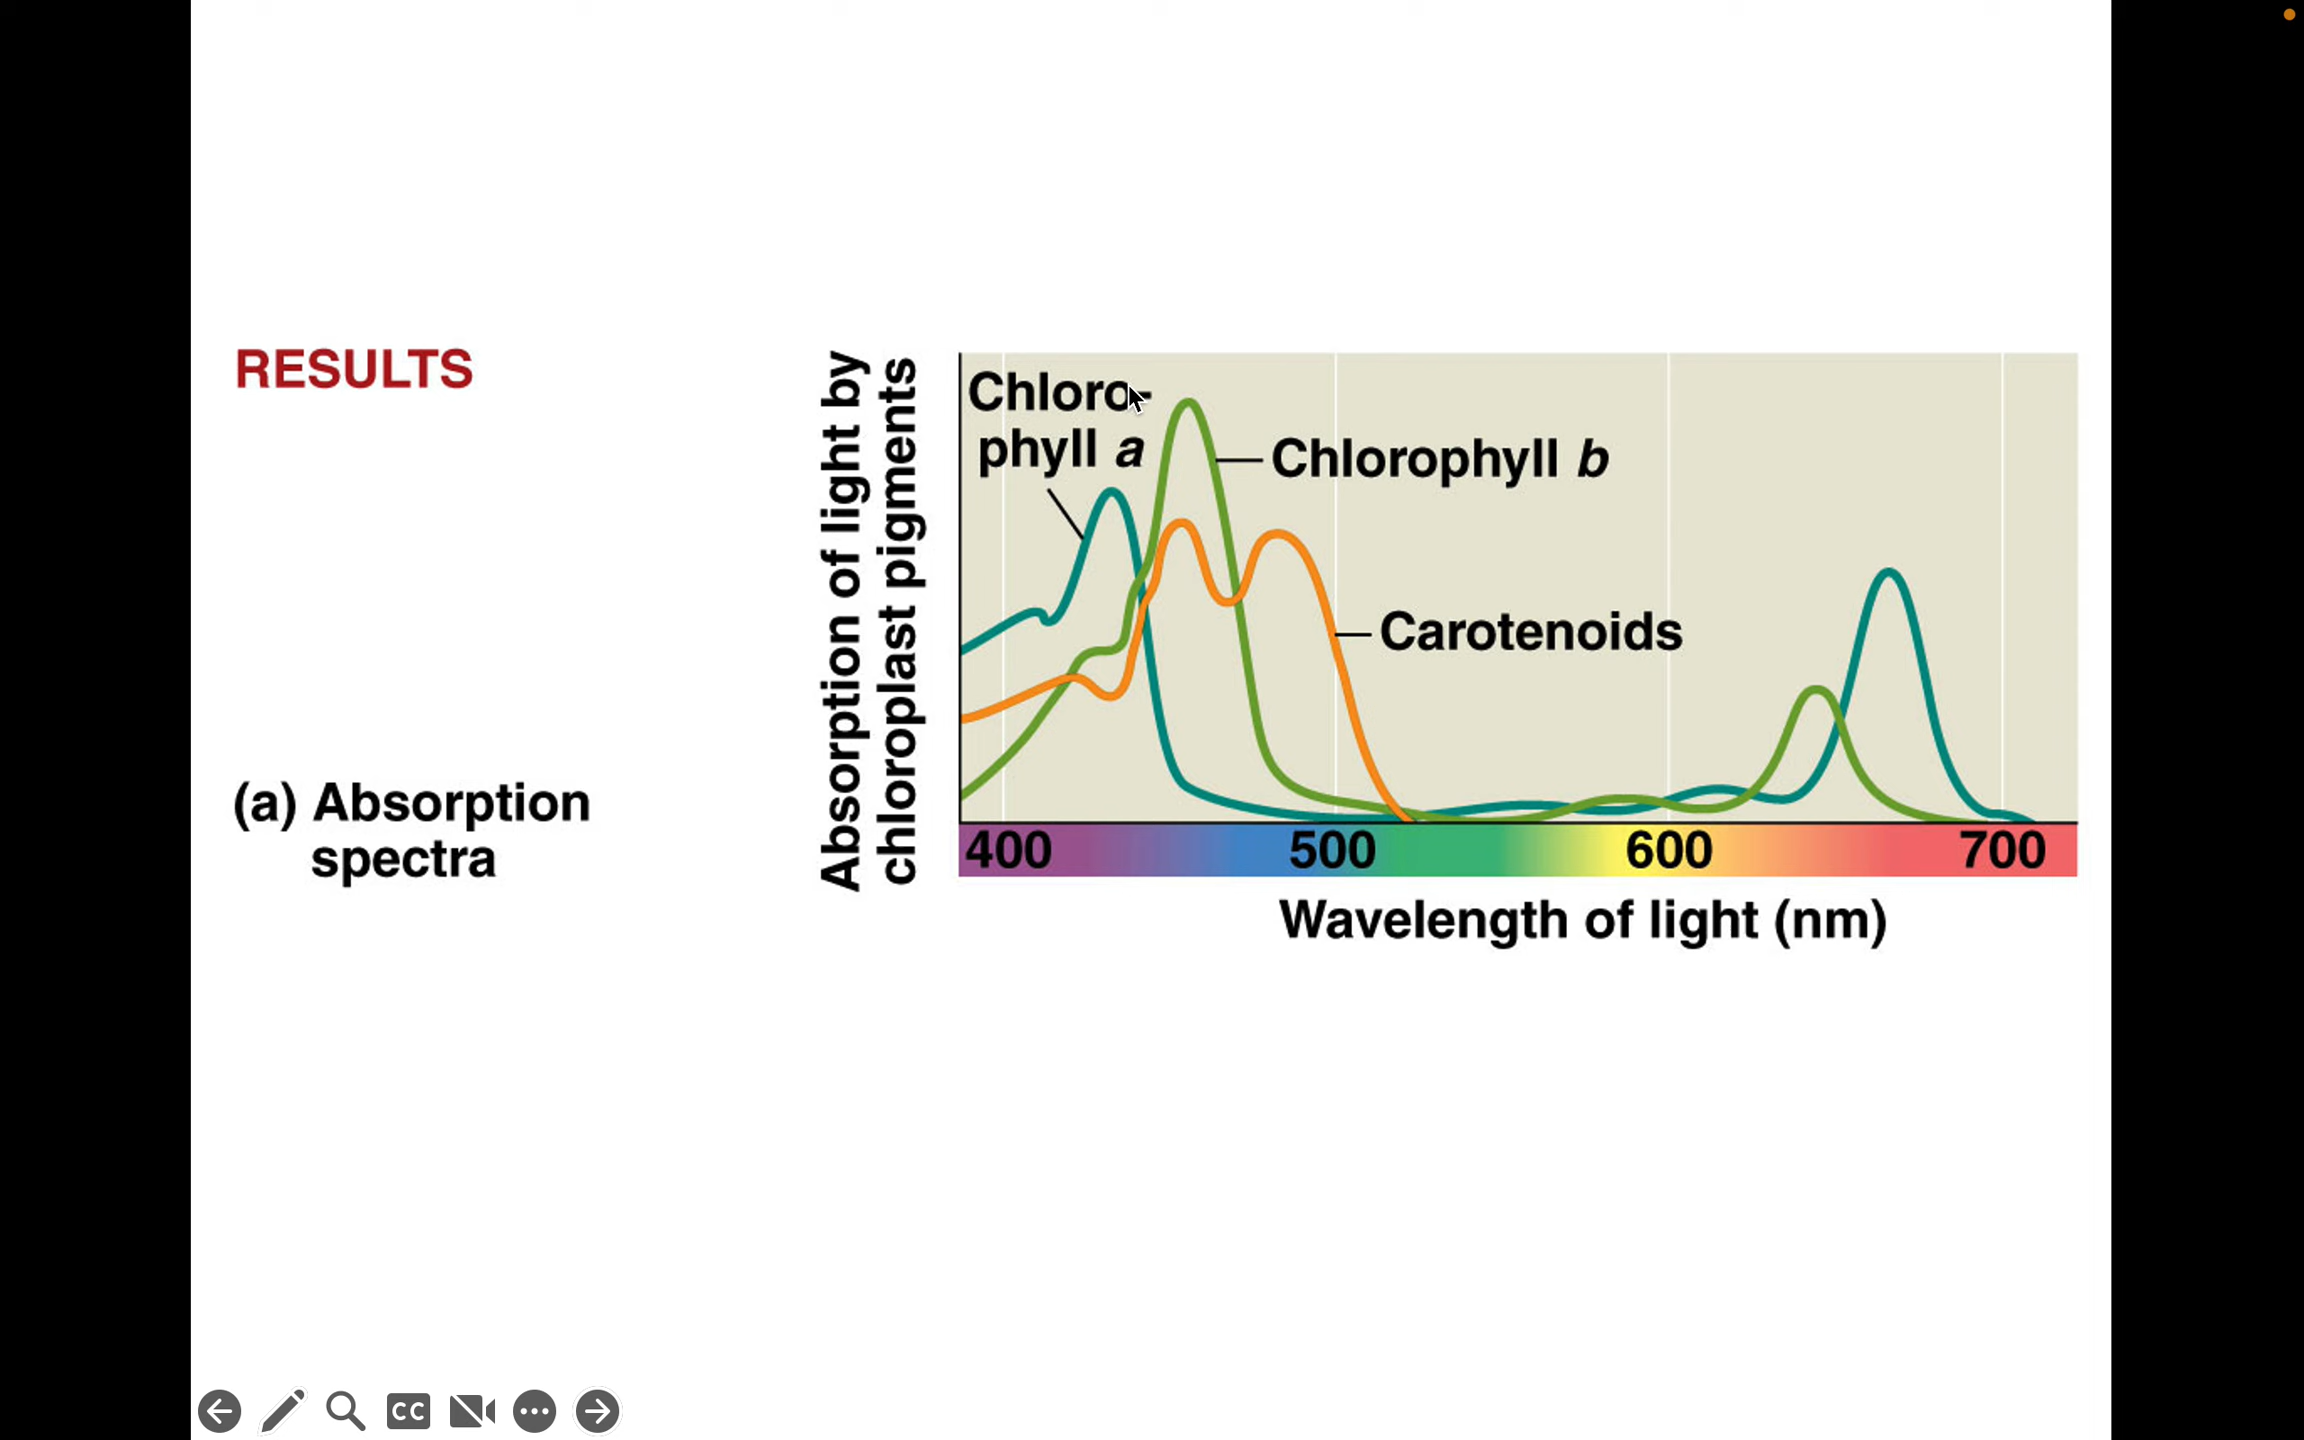 RESULTS
(a) Absorption
spectra
Absorption of light by
chloroplast pigments
Chloro-
phyll a
Chlorophyll b
Carotenoids
400 500 600 700
Wavelength of light (nm)
CC